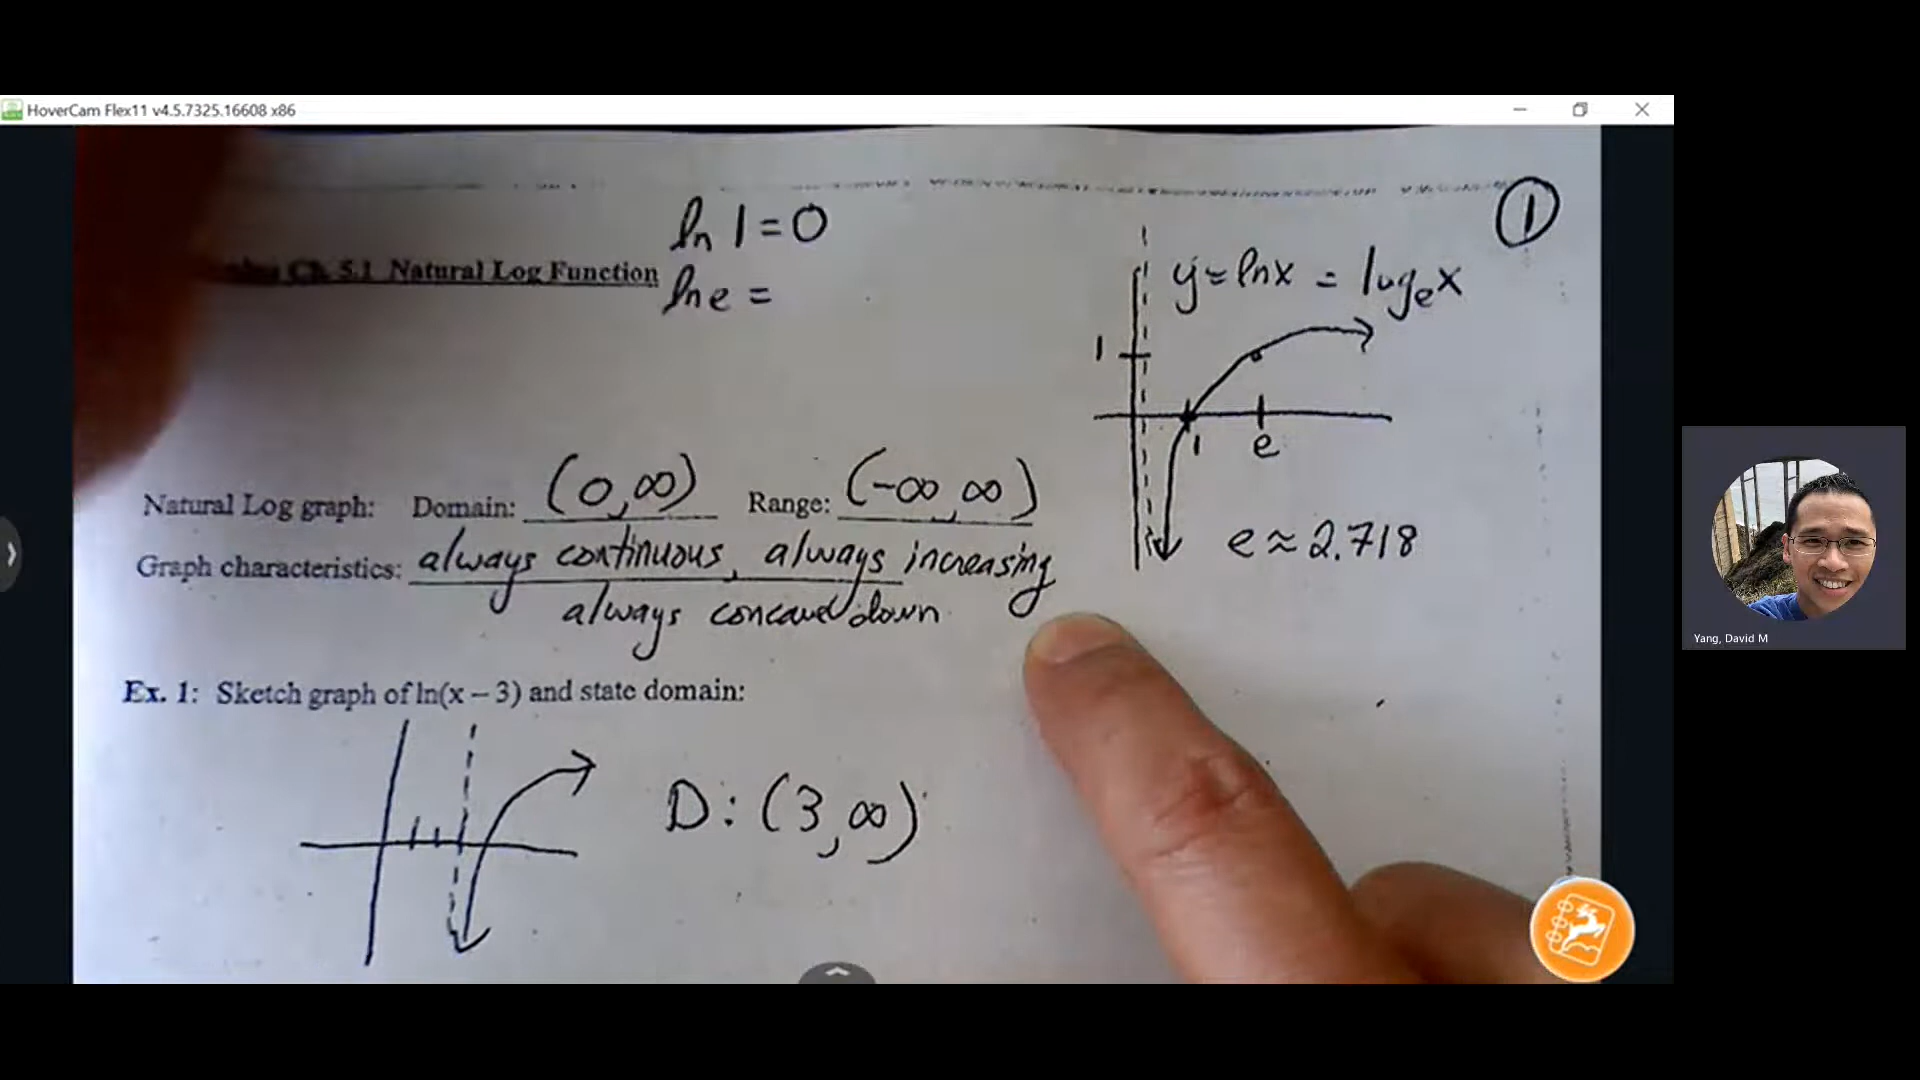 HoverCam Flex11 v4.5.7325.16608 x86
1
ln 1 = 0
Ch. 5.1 Natural Log Function
ln e =
y = ln x = log_e x
1
1 e
e ≈ 2.718
Natural Log graph: Domain: (0, ∞) Range: (-∞, ∞)
Graph characteristics: always continuous, always increasing
always concave down
Ex. 1: Sketch graph of ln(x – 3) and state domain:
D: (3, ∞)
Yang, David M